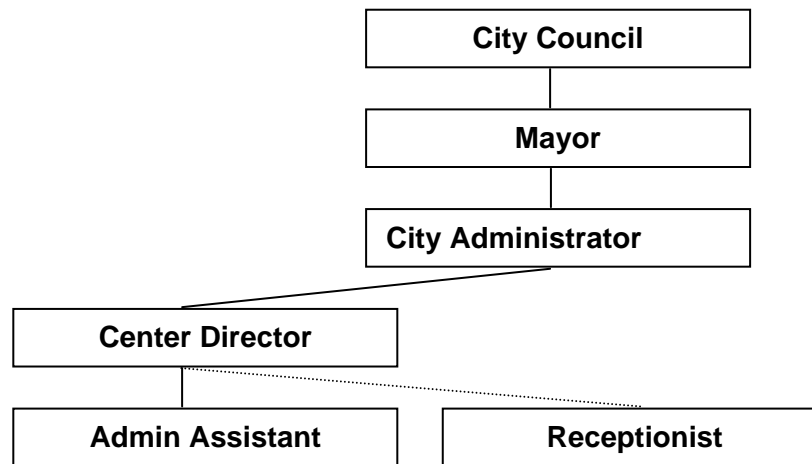 City Council
Mayor
City Administrator
Center Director
Admin Assistant
Receptionist